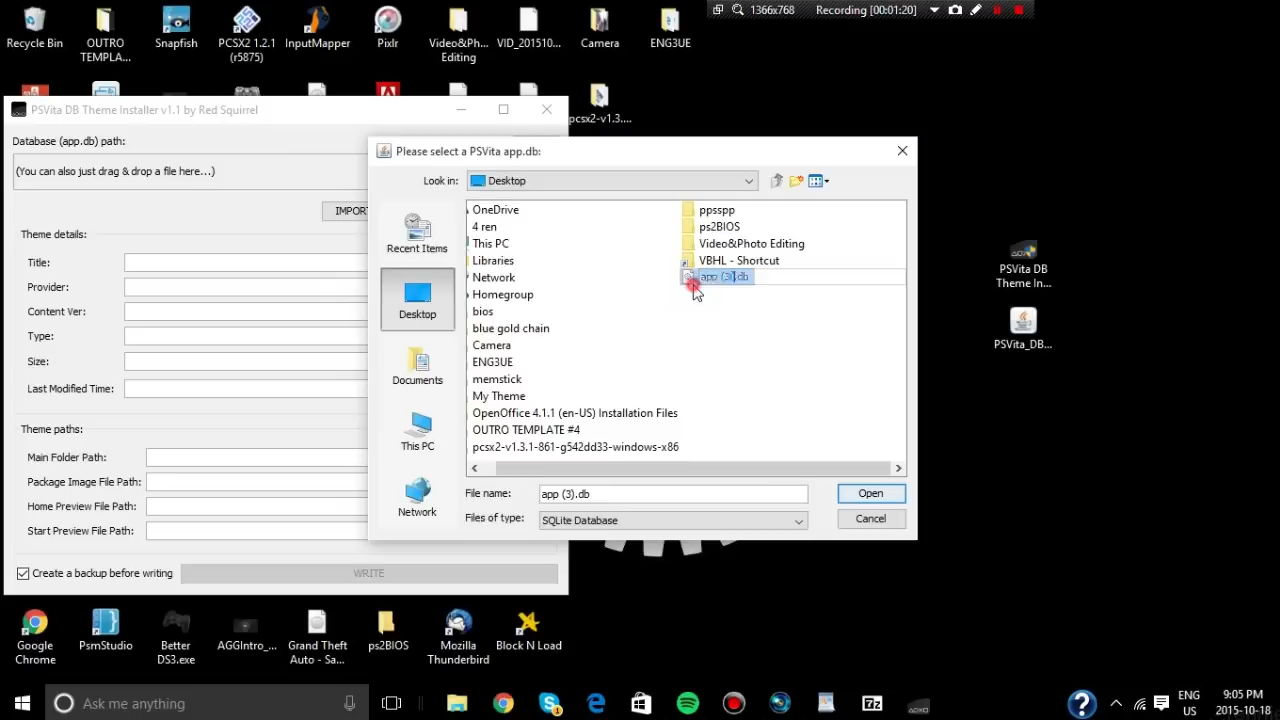 1366x768
Recording [00:01:20]
Recycle Bin
OUTRO
TEMPLA...
Snapfish
PCSX2 1.2.1
(r5875)
InputMapper
Pixlr
Video&Ph...
Editing
VID_201510...
Camera
ENG3UE
pcsx2-v1.3....
PSVita DB Theme Installer v1.1 by Red Squirrel
Database (app.db) path:
(You can also just drag & drop a file here...)
IMPOR
Theme details:
Title:
Provider:
Content Ver:
Type:
Size:
Last Modified Time:
Theme paths:
Main Folder Path:
Package Image File Path:
Home Preview File Path:
Start Preview File Path:
Create a backup before writing
WRITE
Please select a PSVita app.db:
Look in:
Desktop
Recent Items
Desktop
Documents
This PC
Network
OneDrive
4 ren
This PC
Libraries
Network
Homegroup
bios
blue gold chain
Camera
ENG3UE
memstick
My Theme
OpenOffice 4.1.1 (en-US) Installation Files
OUTRO TEMPLATE #4
pcsx2-v1.3.1-861-g542dd33-windows-x86
ppsspp
ps2BIOS
Video&Photo Editing
VBHL - Shortcut
app (3).db
File name:
app (3).db
Open
Files of type:
SQLite Database
Cancel
PSVita DB
Theme In...
PSVita_DB...
Google
Chrome
PsmStudio
Better
DS3.exe
AGGIntro_...
Grand Theft
Auto - Sa...
ps2BIOS
Mozilla
Thunderbird
Block N Load
Ask me anything
7z
ENG
US
9:05 PM
2015-10-18